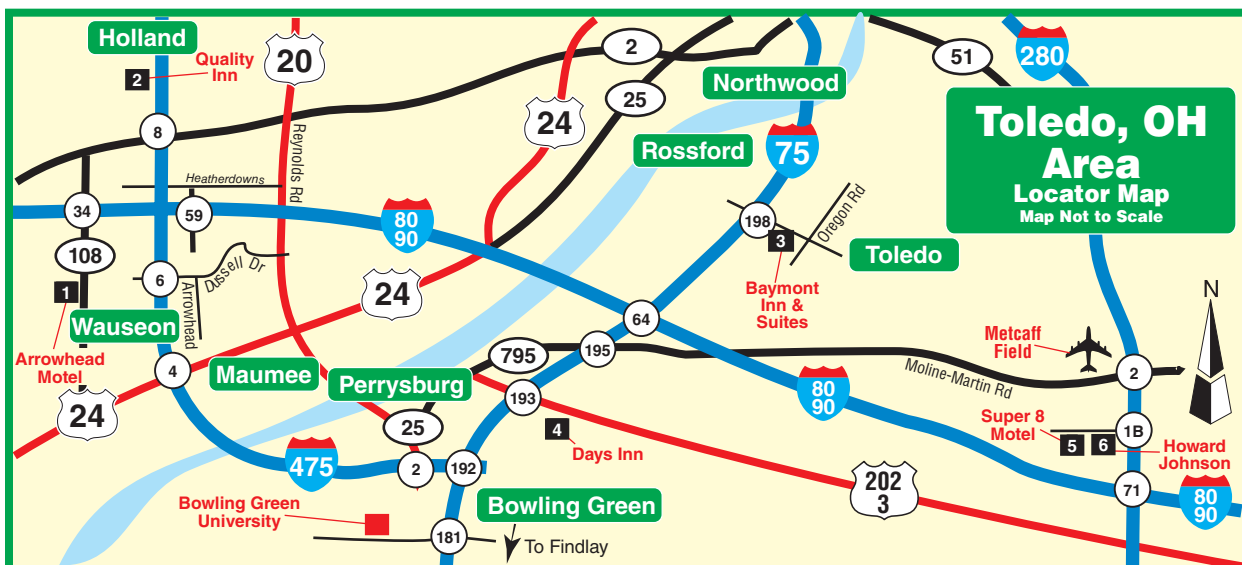 Holland
Quality
Inn
2
20
2
25
24
Northwood
51
280
Toledo, OH
Area
Locator Map
Map Not to Scale
8
Reynolds Rd
Rossford
75
Heatherdowns
34
59
80
90
198
Oregon Rd
3
Toledo
108
6
Dussell Dr
Arrowhead
24
Baymont
Inn &
Suites
1
Wauseon
Arrowhead
Motel
64
Metcaff
Field
N
4
Maumee
Perrysburg
795
195
Moline-Martin Rd
2
24
193
80
90
25
4
Days Inn
Super 8
Motel
5
6
1B
Howard
Johnson
475
2
192
202
3
71
80
90
Bowling Green
University
Bowling Green
181
To Findlay